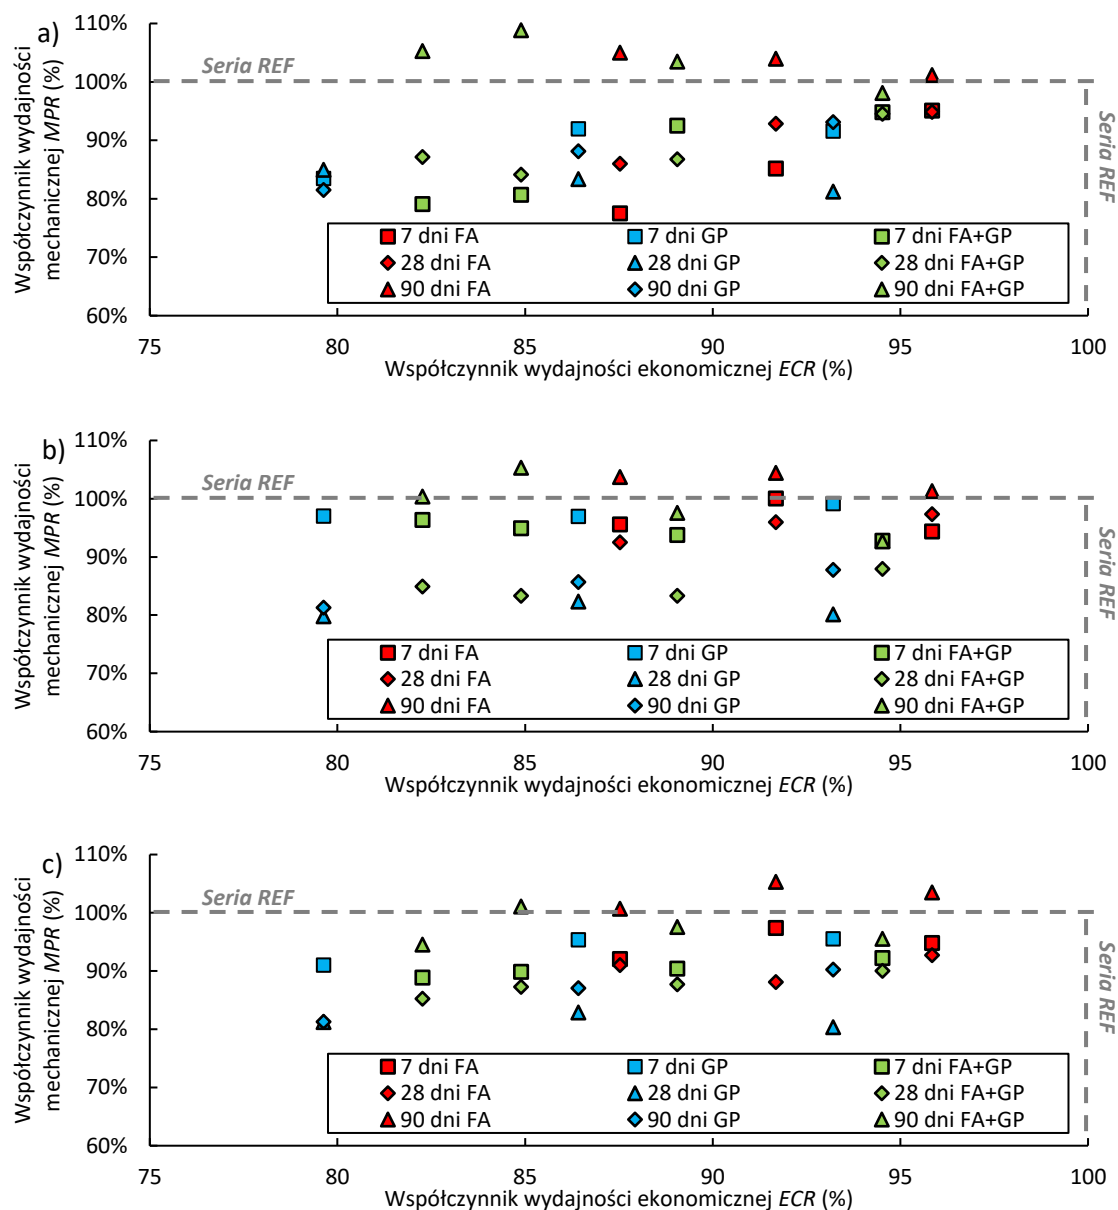 a)
Współczynnik wydajności
mechanicznej MPR (%)
110%
100%
90%
80%
70%
60%
Seria REF
Seria REF
7 dni FA 7 dni GP 7 dni FA+GP
28 dni FA 28 dni GP 28 dni FA+GP
90 dni FA 90 dni GP 90 dni FA+GP
75 80 85 90 95 100
Współczynnik wydajności ekonomicznej ECR (%)
b)
Współczynnik wydajności
mechanicznej MPR (%)
110%
100%
90%
80%
70%
60%
Seria REF
Seria REF
7 dni FA 7 dni GP 7 dni FA+GP
28 dni FA 28 dni GP 28 dni FA+GP
90 dni FA 90 dni GP 90 dni FA+GP
75 80 85 90 95 100
Współczynnik wydajności ekonomicznej ECR (%)
c)
Współczynnik wydajności
mechanicznej MPR (%)
110%
100%
90%
80%
70%
60%
Seria REF
Seria REF
7 dni FA 7 dni GP 7 dni FA+GP
28 dni FA 28 dni GP 28 dni FA+GP
90 dni FA 90 dni GP 90 dni FA+GP
75 80 85 90 95 100
Współczynnik wydajności ekonomicznej ECR (%)